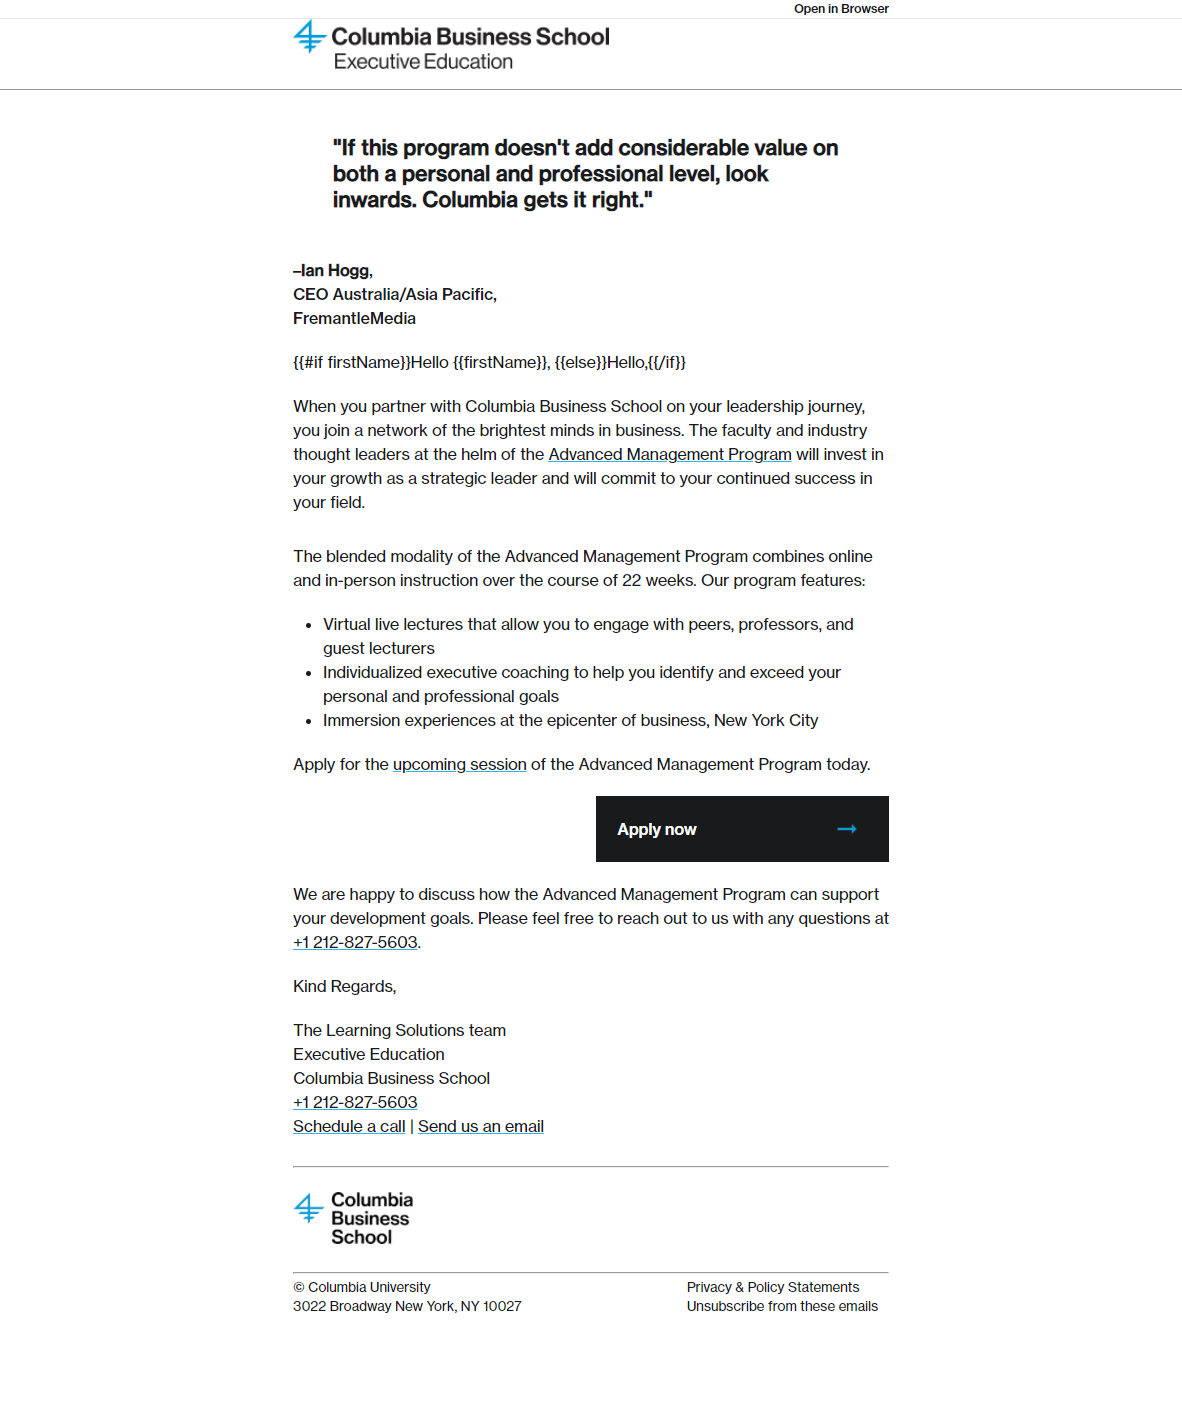 Open in Browser
Columbia Business School
Executive Education
"If this program doesn't add considerable value on
both a personal and professional level, look
inwards. Columbia gets it right."
–Ian Hogg,
CEO Australia/Asia Pacific,
FremantleMedia
{{#if firstName}}Hello {{firstName}}, {{else}}Hello,{{/if}}
When you partner with Columbia Business School on your leadership journey,
you join a network of the brightest minds in business. The faculty and industry
thought leaders at the helm of the Advanced Management Program will invest in
your growth as a strategic leader and will commit to your continued success in
your field.
The blended modality of the Advanced Management Program combines online
and in-person instruction over the course of 22 weeks. Our program features:
• Virtual live lectures that allow you to engage with peers, professors, and
guest lecturers
• Individualized executive coaching to help you identify and exceed your
personal and professional goals
• Immersion experiences at the epicenter of business, New York City
Apply for the upcoming session of the Advanced Management Program today.
Apply now
We are happy to discuss how the Advanced Management Program can support
your development goals. Please feel free to reach out to us with any questions at
+1 212-827-5603.
Kind Regards,
The Learning Solutions team
Executive Education
Columbia Business School
+1 212-827-5603
Schedule a call | Send us an email
Columbia
Business
School
© Columbia University
3022 Broadway New York, NY 10027
Privacy & Policy Statements
Unsubscribe from these emails